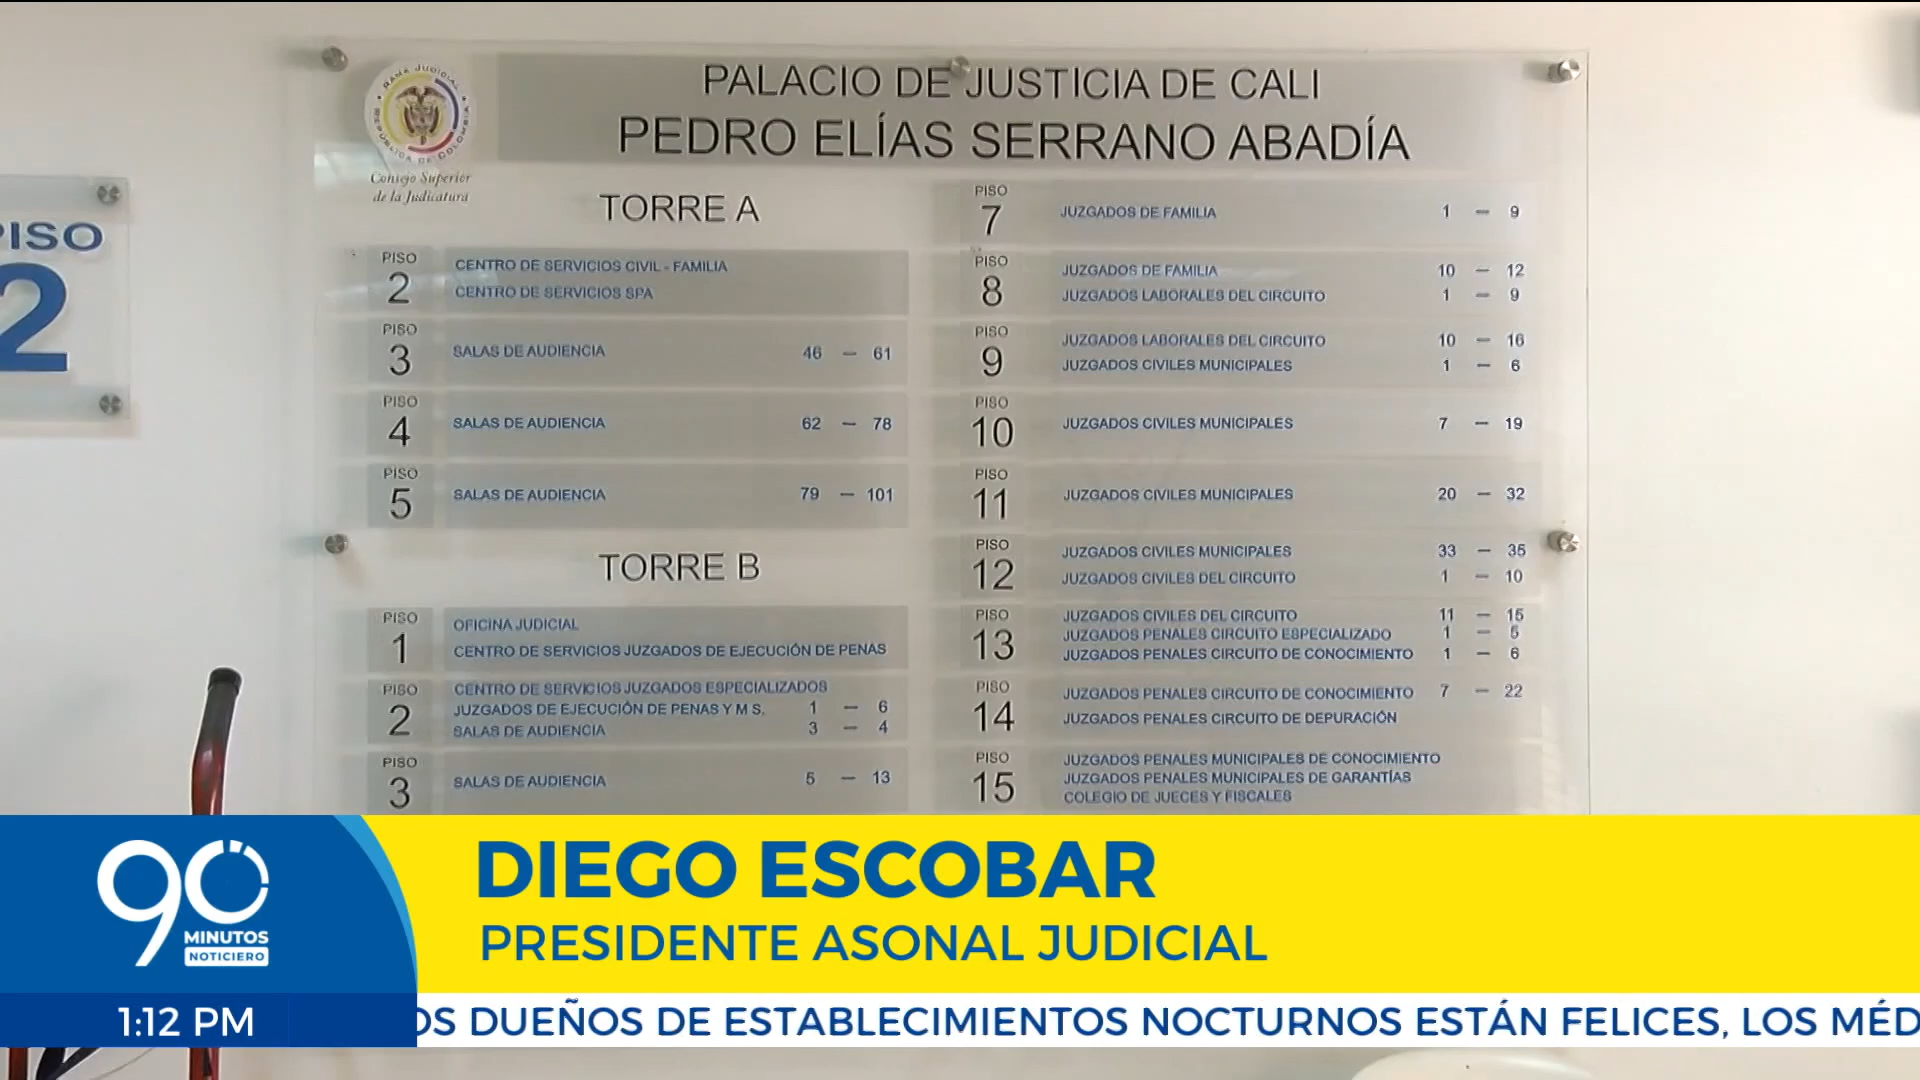 PALACIO DE JUSTICIA DE CALI
PEDRO ELÍAS SERRANO ABADÍA
RAMA JUDICIAL
REPÚBLICA DE COLOMBIA
Consejo Superior
de la Judicatura
PISO
2
TORRE A
PISO
2
CENTRO DE SERVICIOS CIVIL - FAMILIA
CENTRO DE SERVICIOS SPA
PISO
3
SALAS DE AUDIENCIA 46 — 61
PISO
4
SALAS DE AUDIENCIA 62 — 78
PISO
5
SALAS DE AUDIENCIA 79 — 101
TORRE B
PISO
1
OFICINA JUDICIAL
CENTRO DE SERVICIOS JUZGADOS DE EJECUCIÓN DE PENAS
PISO
2
CENTRO DE SERVICIOS JUZGADOS ESPECIALIZADOS
JUZGADOS DE EJECUCIÓN DE PENAS Y M S, 1 — 6
SALAS DE AUDIENCIA 3 — 4
PISO
3
SALAS DE AUDIENCIA 5 — 13
PISO
7
JUZGADOS DE FAMILIA 1 — 9
PISO
8
JUZGADOS DE FAMILIA 10 — 12
JUZGADOS LABORALES DEL CIRCUITO 1 — 9
PISO
9
JUZGADOS LABORALES DEL CIRCUITO 10 — 16
JUZGADOS CIVILES MUNICIPALES 1 — 6
PISO
10
JUZGADOS CIVILES MUNICIPALES 7 — 19
PISO
11
JUZGADOS CIVILES MUNICIPALES 20 — 32
PISO
12
JUZGADOS CIVILES MUNICIPALES 33 — 35
JUZGADOS CIVILES DEL CIRCUITO 1 — 10
PISO
13
JUZGADOS CIVILES DEL CIRCUITO 11 — 15
JUZGADOS PENALES CIRCUITO ESPECIALIZADO 1 — 5
JUZGADOS PENALES CIRCUITO DE CONOCIMIENTO 1 — 6
PISO
14
JUZGADOS PENALES CIRCUITO DE CONOCIMIENTO 7 — 22
JUZGADOS PENALES CIRCUITO DE DEPURACIÓN
PISO
15
JUZGADOS PENALES MUNICIPALES DE CONOCIMIENTO
JUZGADOS PENALES MUNICIPALES DE GARANTÍAS
COLEGIO DE JUECES Y FISCALES
90
MINUTOS
NOTICIERO
DIEGO ESCOBAR
PRESIDENTE ASONAL JUDICIAL
1:12 PM
OS DUEÑOS DE ESTABLECIMIENTOS NOCTURNOS ESTÁN FELICES, LOS MÉD